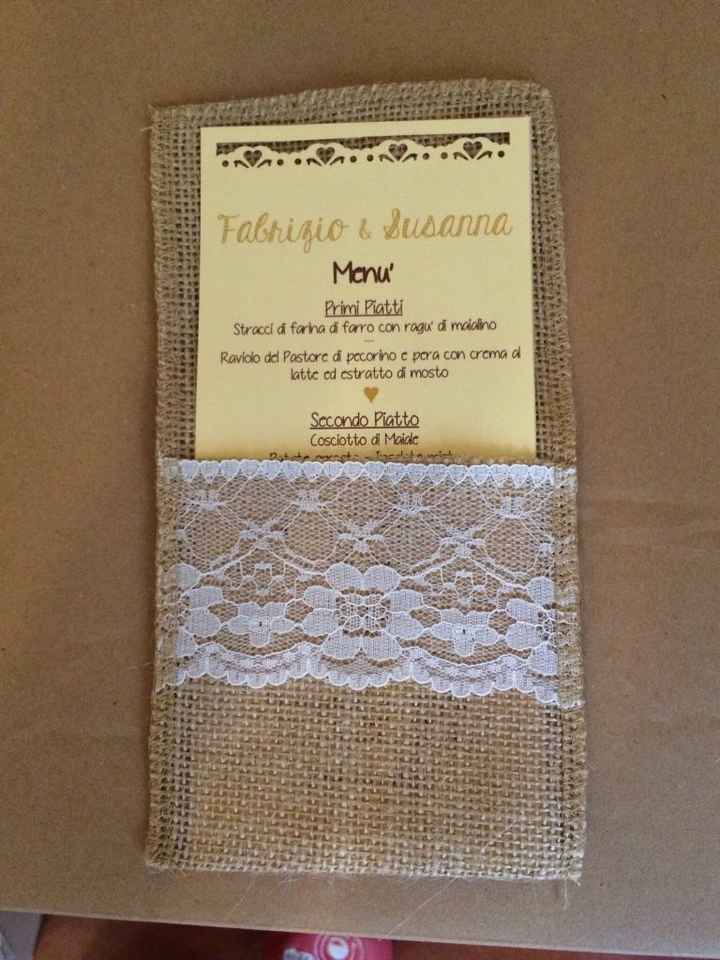 Fabrizio & Susanna
Menu'
Primi Piatti
Stracci di farina di farro con ragu' di maialino
Raviolo del Pastore di pecorino e pera con crema al
latte ed estratto di mosto
Secondo Piatto
Cosciotto di Maiale